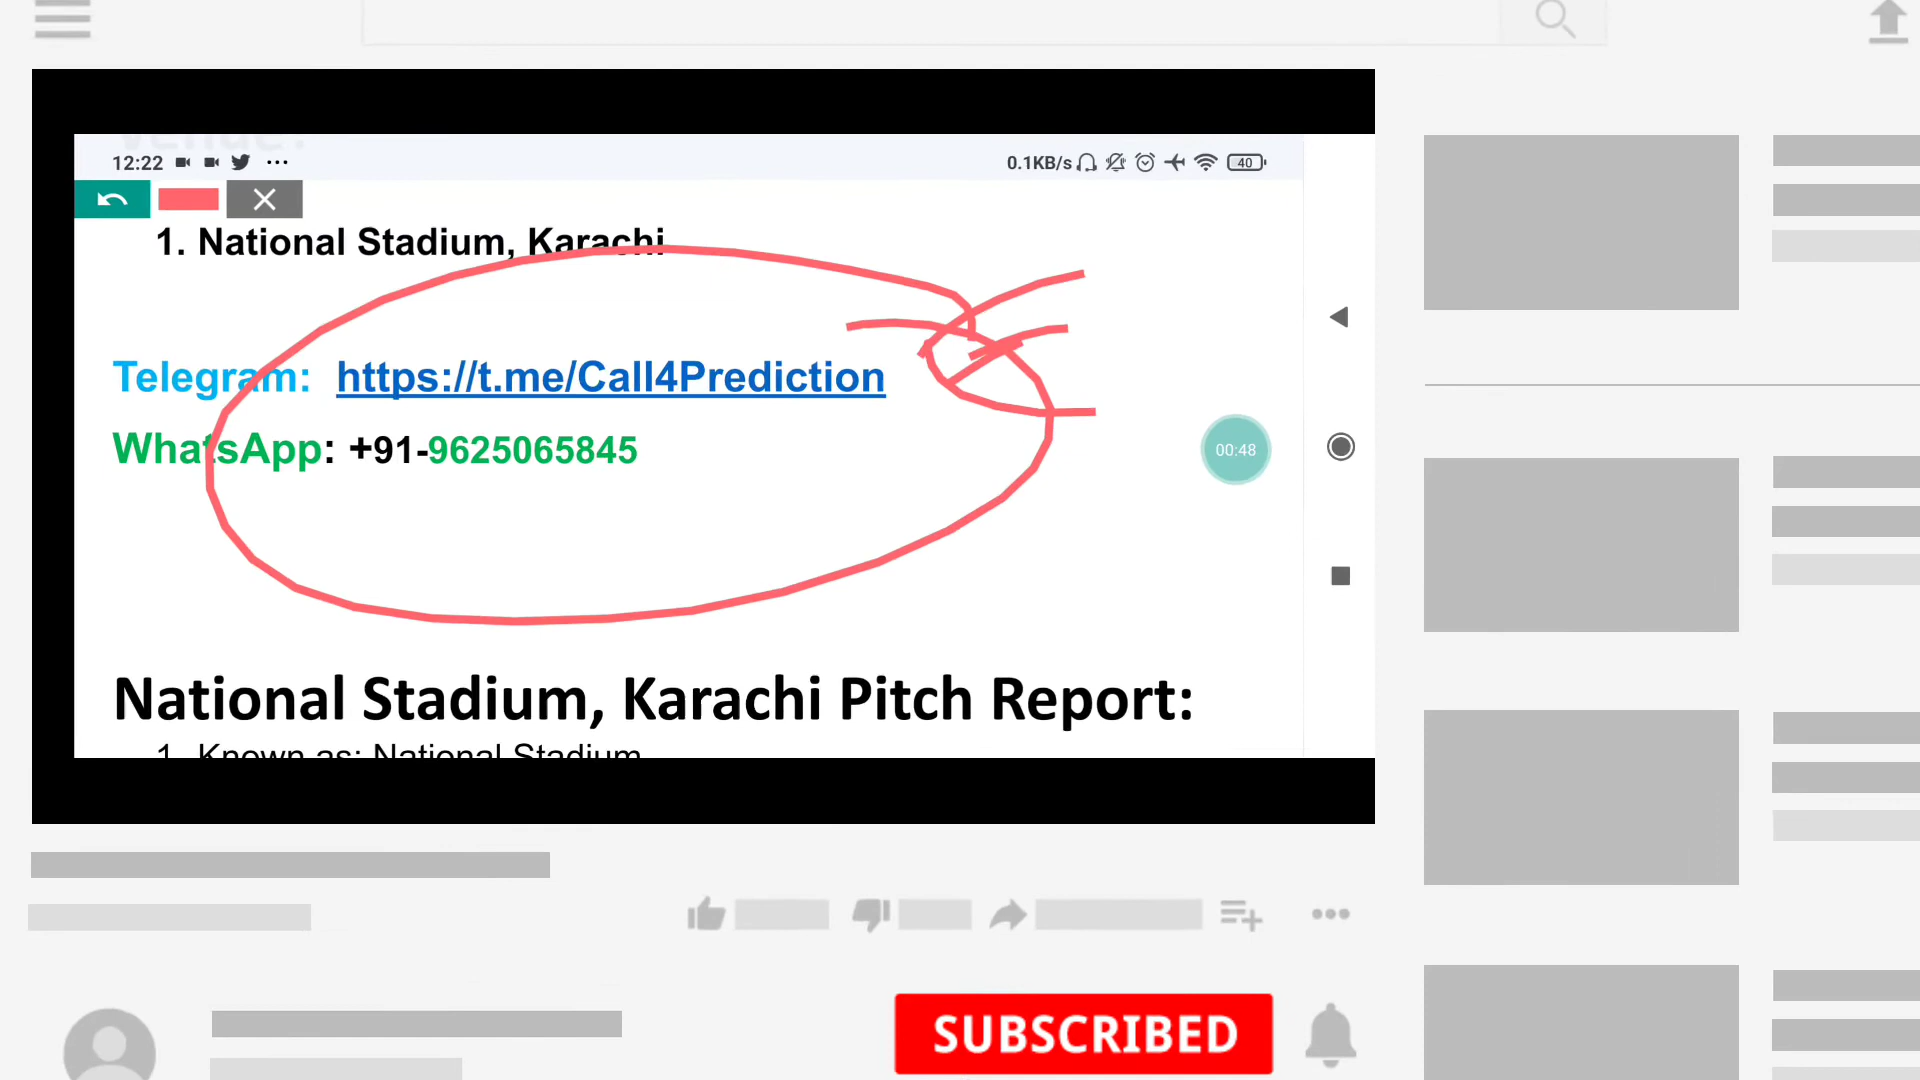 12:22
0.1KB/s
40
1. National Stadium, Karachi
Telegram: https://t.me/Call4Prediction
WhatsApp: +91-9625065845
00:48
National Stadium, Karachi Pitch Report:
1. Known as: National Stadium
SUBSCRIBED